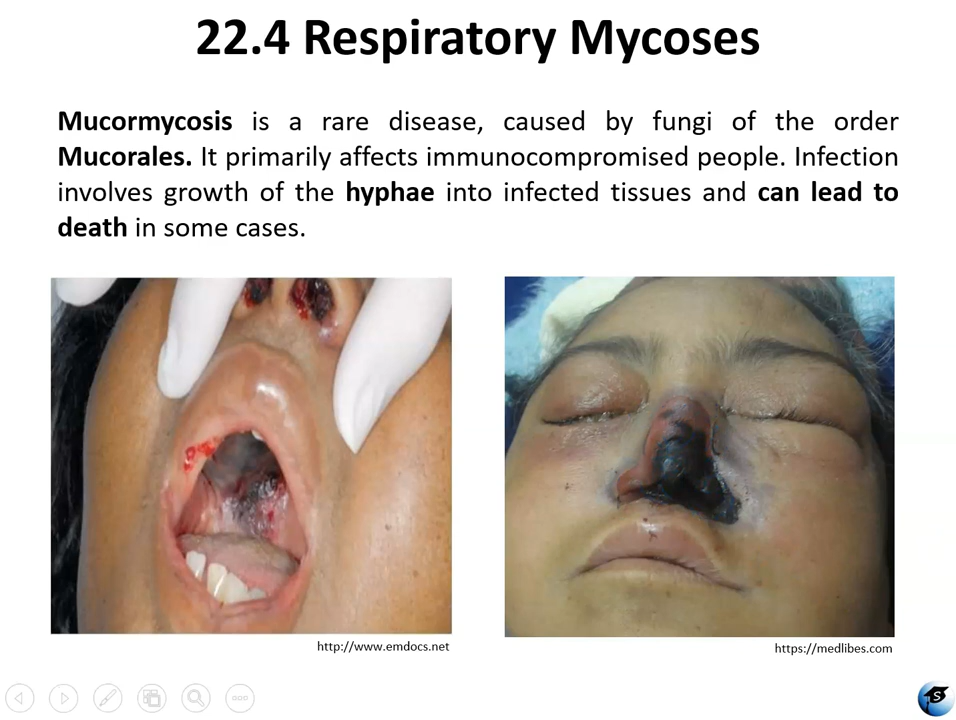 22.4 Respiratory Mycoses
Mucormycosis is a rare disease, caused by fungi of the order
Mucorales. It primarily affects immunocompromised people. Infection
involves growth of the hyphae into infected tissues and can lead to
death in some cases.
http://www.emdocs.net
https://medlibes.com
S